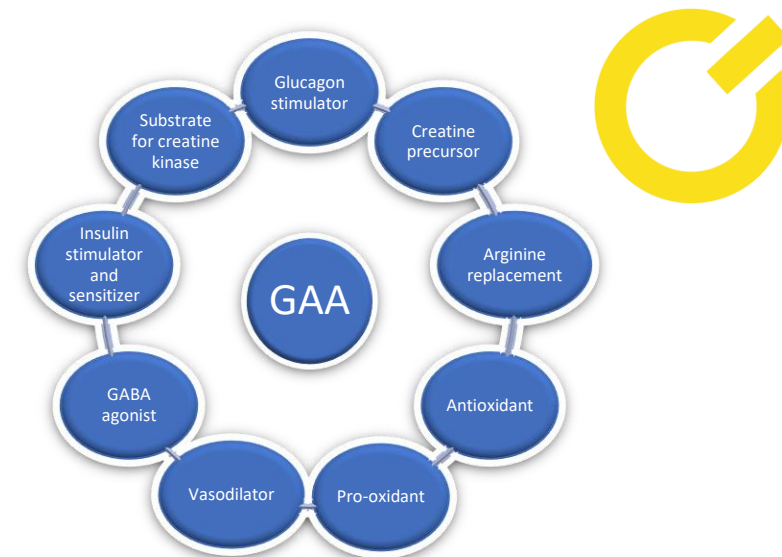 Glucagon
stimulator
Creatine
precursor
Arginine
replacement
Antioxidant
Pro-oxidant
Vasodilator
GABA
agonist
Insulin
stimulator
and
sensitizer
Substrate
for creatine
kinase
GAA